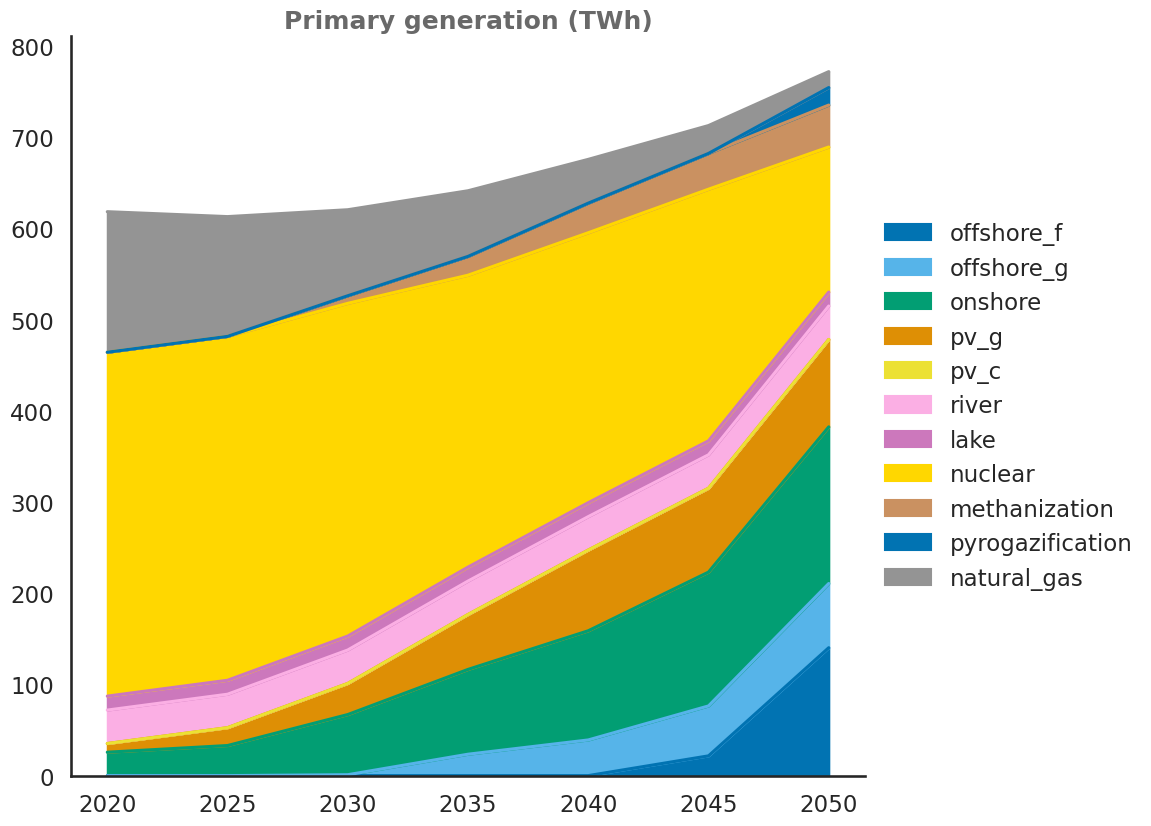 Primary generation (TWh)
800
700
600
500
400
300
200
100
0
2020 2025 2030 2035 2040 2045 2050
offshore_f
offshore_g
onshore
pv_g
pv_c
river
lake
nuclear
methanization
pyrogazification
natural_gas